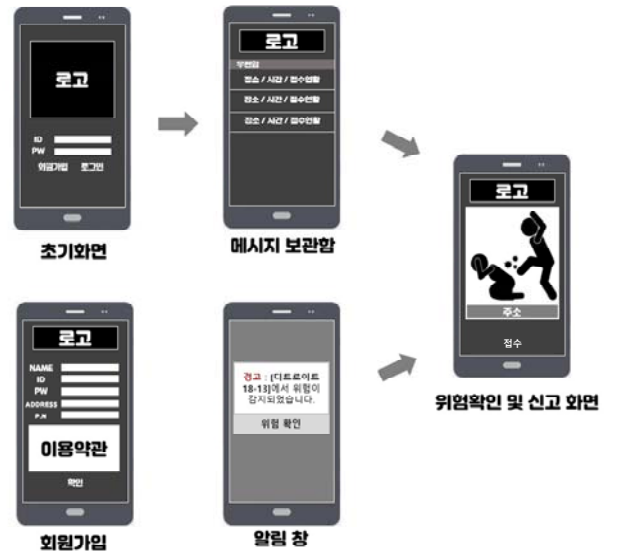 로고
ID
PW
회원가입 로그인
초기화면
로고
우편함
장소 / 시간 / 접수현황
장소 / 시간 / 접수현황
장소 / 시간 / 접수현황
메시지 보관함
로고
주소
접수
위험확인 및 신고 화면
로고
NAME
ID
PW
ADDRESS
P.N
이용약관
확인
회원가입
경고 : [디트로이트
18-13]에서 위험이
감지되었습니다.
위험 확인
알림 창